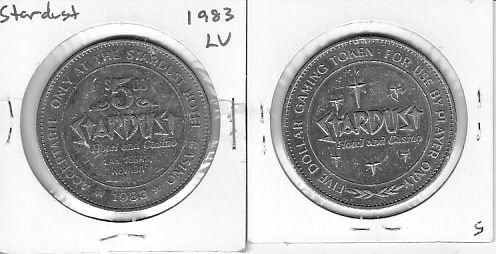 Stardust
1983
LV
ACCEPTABLE ONLY AT THE STARDUST HOTEL & CASINO
$5.00
STARDUST
Hotel and Casino
LAS VEGAS,
NEVADA
1983
FIVE DOLLAR GAMING TOKEN · FOR USE BY PLAYER ONLY
STARDUST
Hotel and Casino
S